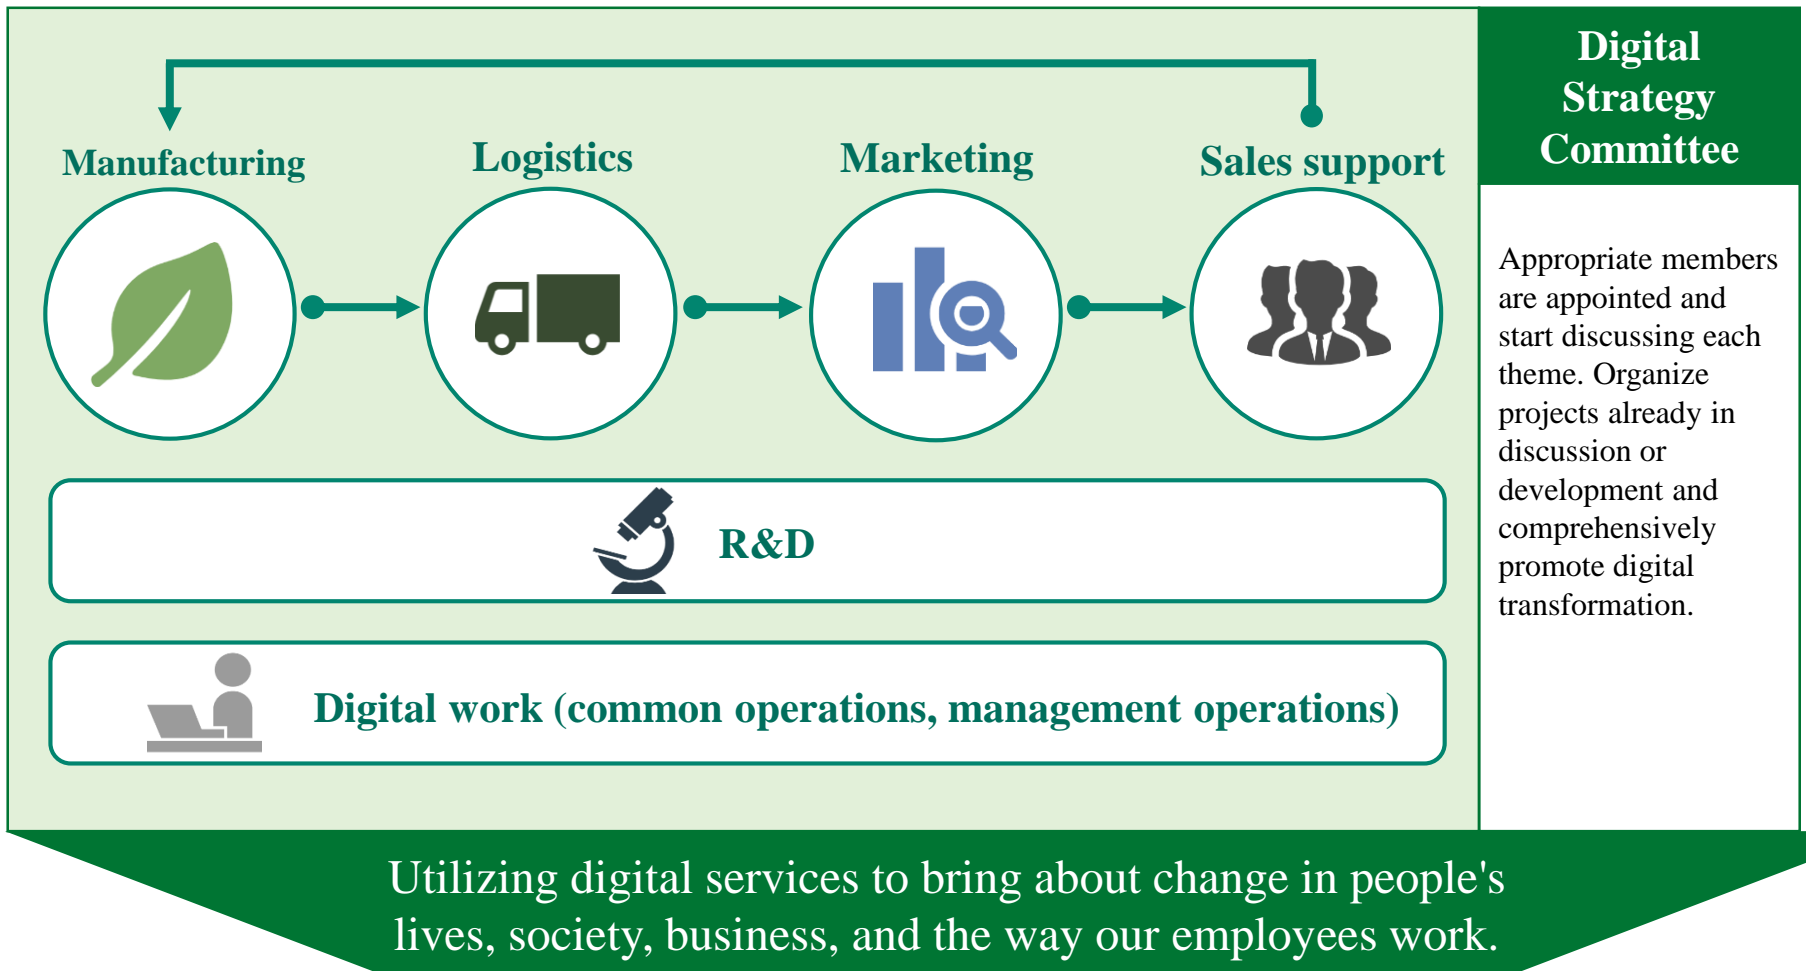 Manufacturing
Logistics
Marketing
Sales support
R&D
Digital work (common operations, management operations)
Digital
Strategy
Committee
Appropriate members
are appointed and
start discussing each
theme. Organize
projects already in
discussion or
development and
comprehensively
promote digital
transformation.
Utilizing digital services to bring about change in people's
lives, society, business, and the way our employees work.